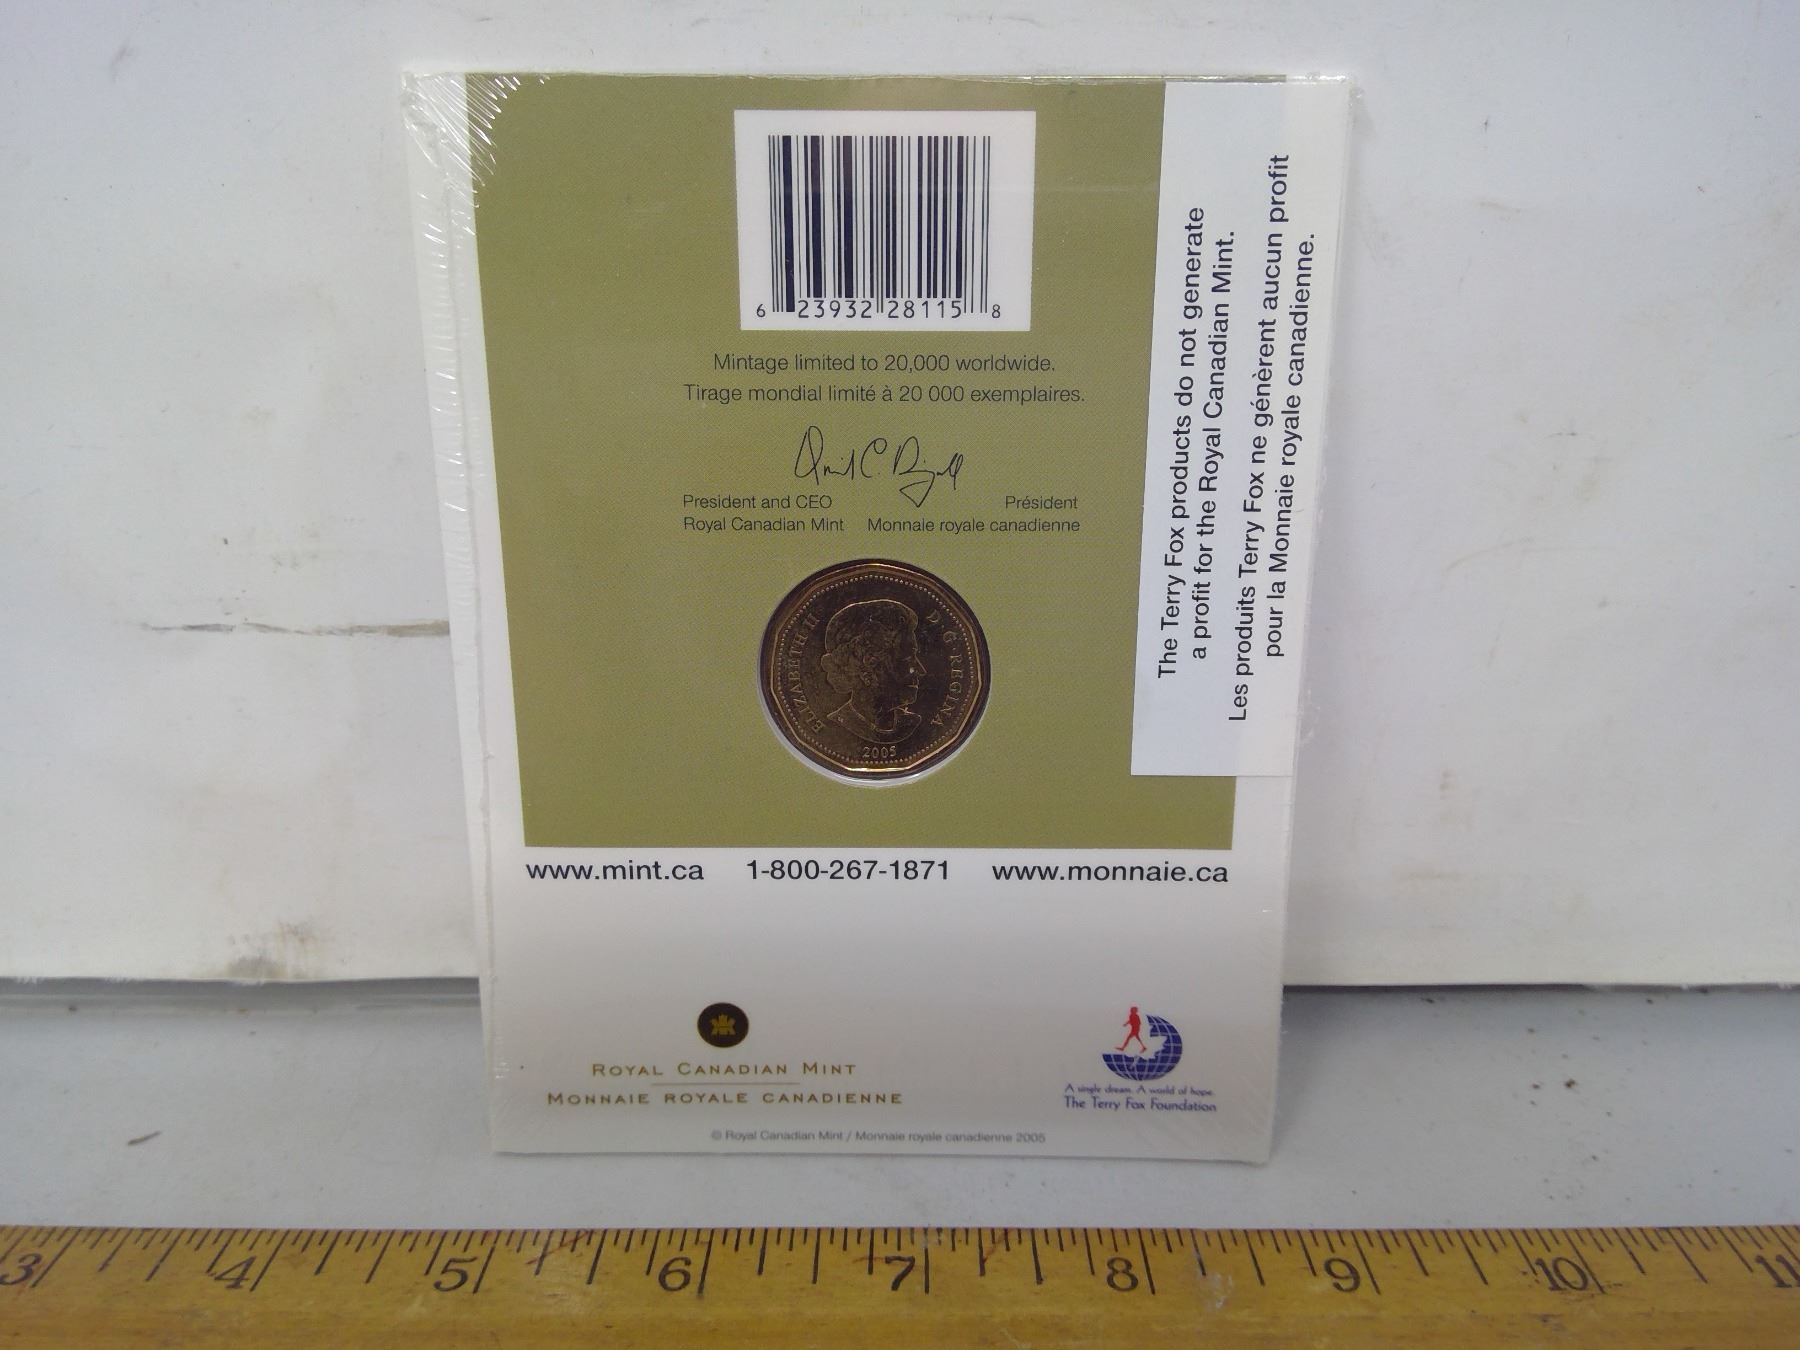 6 23932 28115 8
Mintage limited to 20,000 worldwide.
Tirage mondial limité à 20 000 exemplaires.
President and CEO
Royal Canadian Mint
Président
Monnaie royale canadienne
ELIZABETH II D·G·REGINA
2005
The Terry Fox products do not generate
a profit for the Royal Canadian Mint.
Les produits Terry Fox ne génèrent aucun profit
pour la Monnaie royale canadienne.
www.mint.ca 1-800-267-1871 www.monnaie.ca
ROYAL CANADIAN MINT
MONNAIE ROYALE CANADIENNE
A single dream. A world of hope.
The Terry Fox Foundation
© Royal Canadian Mint / Monnaie royale canadienne 2005
3 4 5 6 7 8 9 10 11